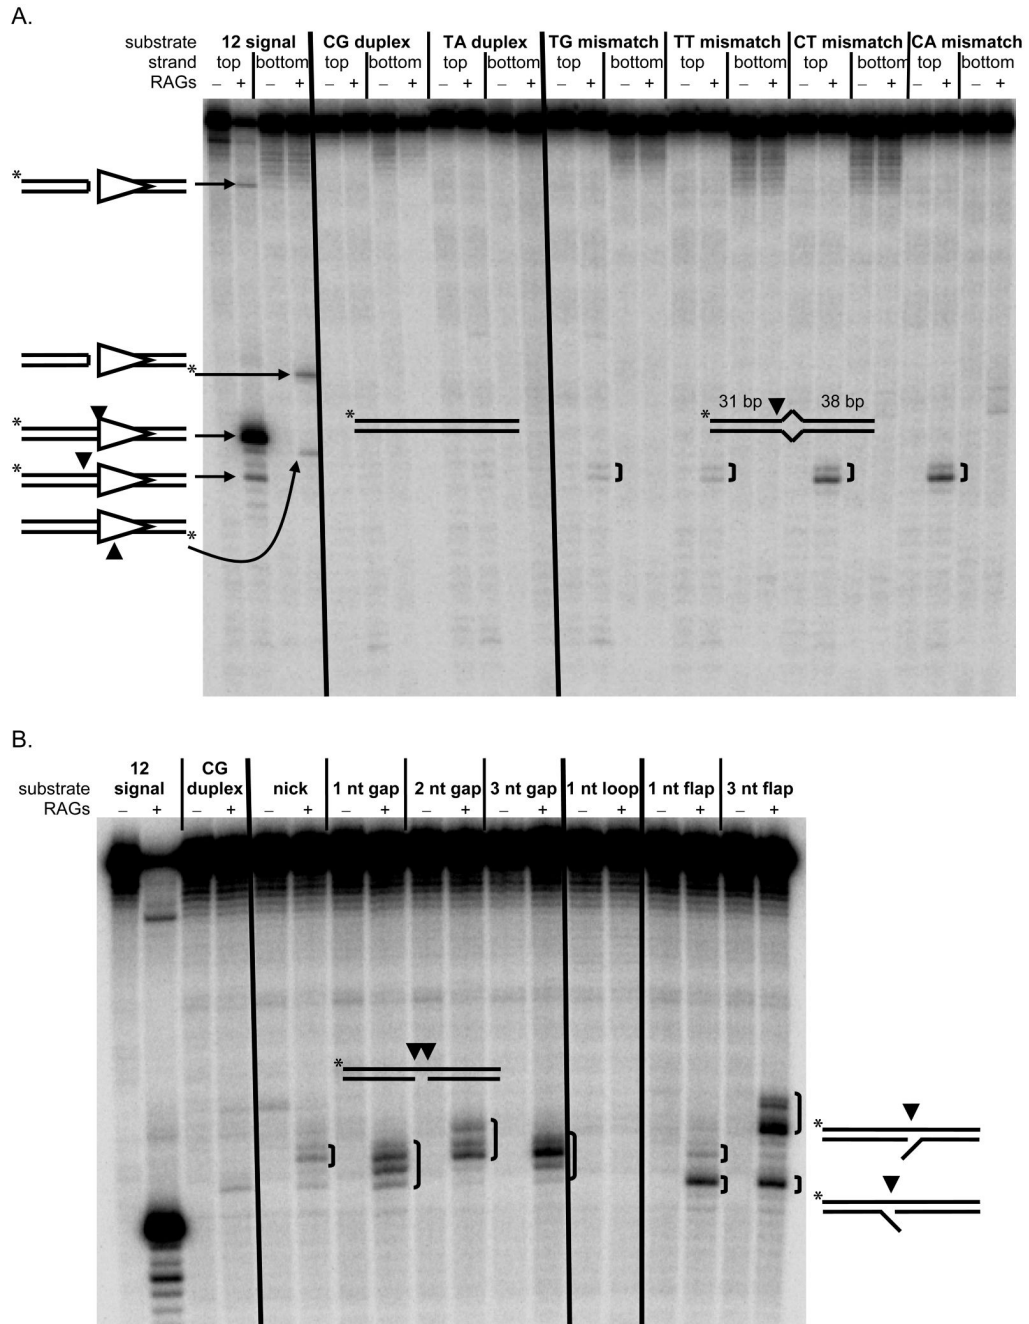 A.
substrate 12 signal CG duplex TA duplex TG mismatch TT mismatch CT mismatch CA mismatch
strand top bottom top bottom top bottom top bottom top bottom top bottom top bottom
RAGs – + – + – + – + – + – + – + – + – + – + – + – + – + – +
*
*
*
*
*
*
* 31 bp 38 bp
B.
substrate 12 signal CG duplex nick 1 nt gap 2 nt gap 3 nt gap 1 nt loop 1 nt flap 3 nt flap
RAGs – + – + – + – + – + – + – + – + – +
*
*
*